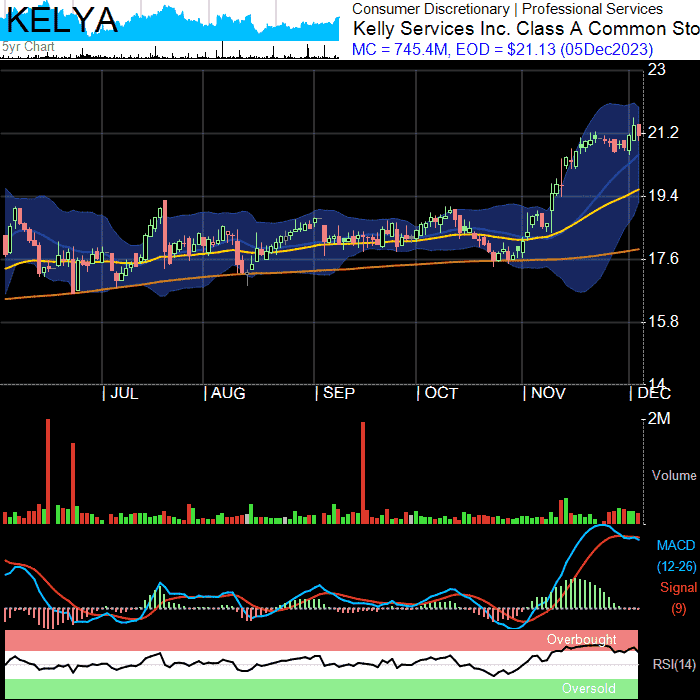 KELYA
5yr Chart
Consumer Discretionary | Professional Services
Kelly Services Inc. Class A Common Sto
MC = 745.4M, EOD = $21.13 (05Dec2023)
23
21.2
19.4
17.6
15.8
14
| JUL | AUG | SEP | OCT | NOV | DEC
2M
Volume
MACD
(12-26)
Signal
(9)
Overbought
RSI(14)
Oversold